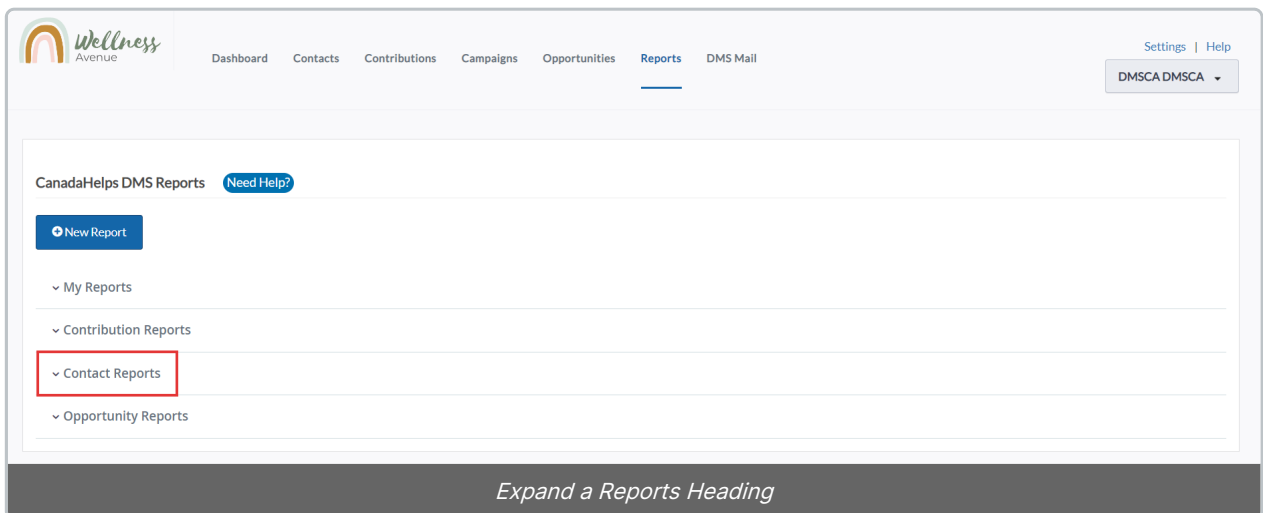 Wellness
Avenue
Dashboard Contacts Contributions Campaigns Opportunities Reports DMS Mail
Settings | Help
DMSCA DMSCA
CanadaHelps DMS Reports Need Help?
New Report
My Reports
Contribution Reports
Contact Reports
Opportunity Reports
Expand a Reports Heading